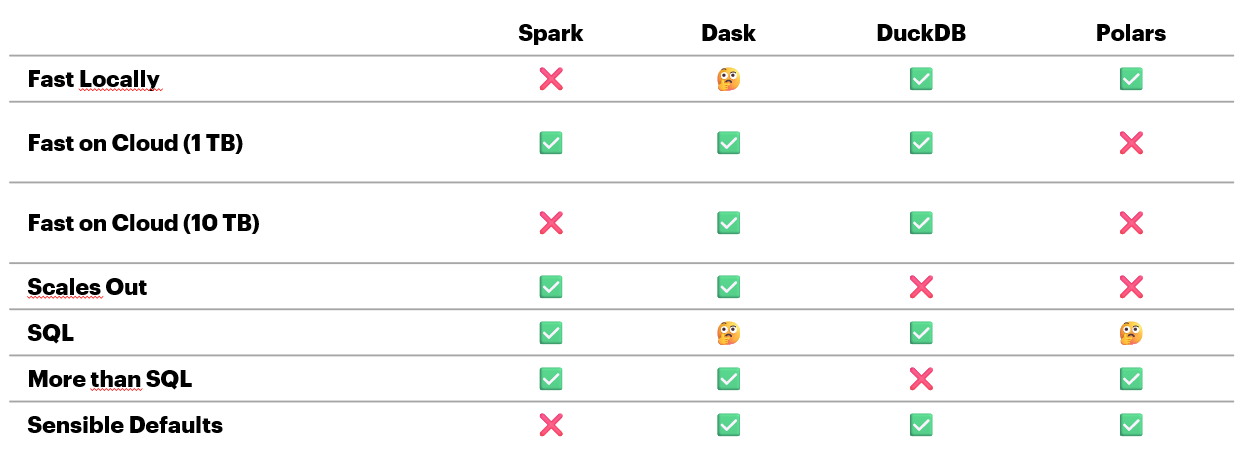 Spark Dask DuckDB Polars
Fast Locally ❌ 🤔 ✅ ✅
Fast on Cloud (1 TB) ✅ ✅ ✅ ❌
Fast on Cloud (10 TB) ❌ ✅ ✅ ❌
Scales Out ✅ ✅ ❌ ❌
SQL ✅ 🤔 ✅ 🤔
More than SQL ✅ ✅ ❌ ✅
Sensible Defaults ❌ ✅ ✅ ✅